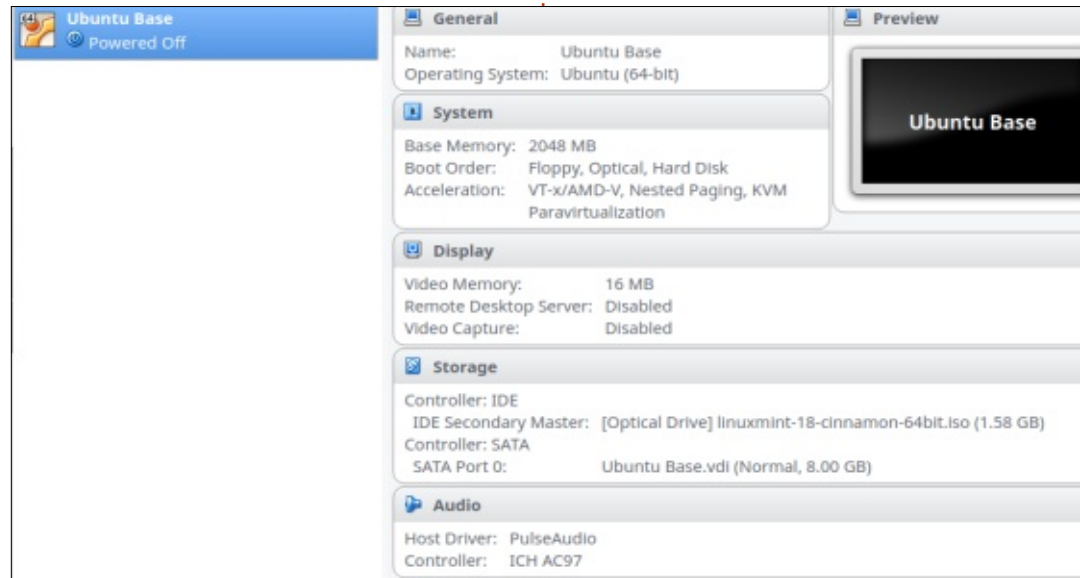 Ubuntu Base
Powered Off
General
Name: Ubuntu Base
Operating System: Ubuntu (64-bit)
System
Base Memory: 2048 MB
Boot Order: Floppy, Optical, Hard Disk
Acceleration: VT-x/AMD-V, Nested Paging, KVM
Paravirtualization
Preview
Ubuntu Base
Display
Video Memory: 16 MB
Remote Desktop Server: Disabled
Video Capture: Disabled
Storage
Controller: IDE
IDE Secondary Master: [Optical Drive] linuxmint-18-cinnamon-64bit.iso (1.58 GB)
Controller: SATA
SATA Port 0: Ubuntu Base.vdi (Normal, 8.00 GB)
Audio
Host Driver: PulseAudio
Controller: ICH AC97